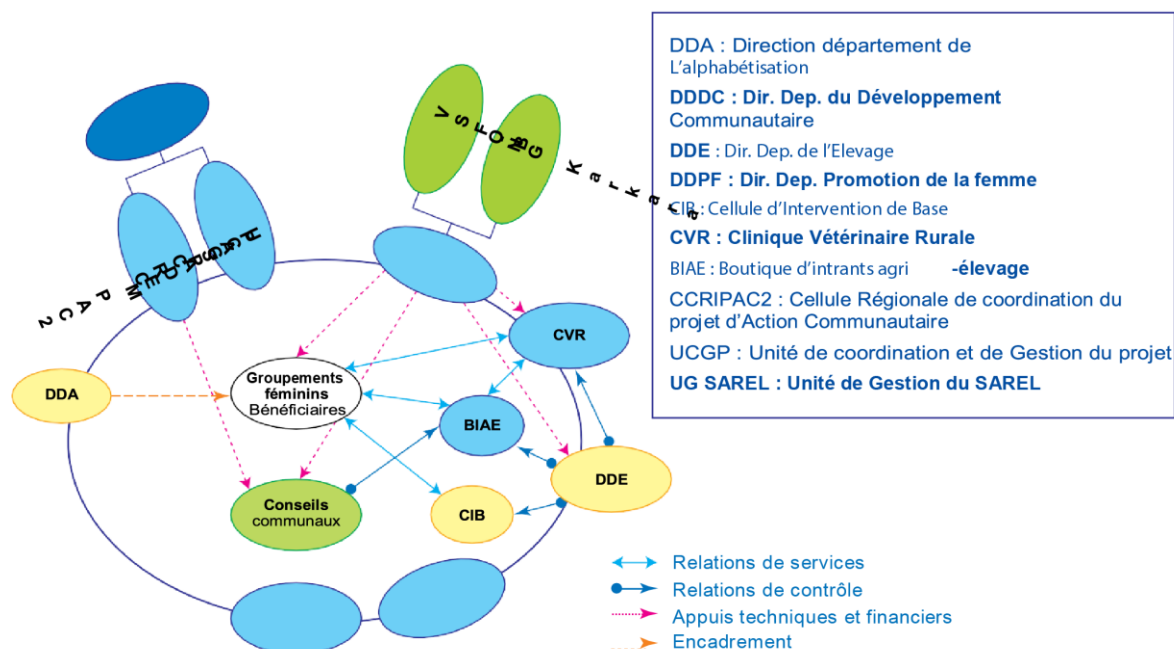 DDA : Direction département de
L'alphabétisation
DDDC : Dir. Dep. du Développement
Communautaire
DDE : Dir. Dep. de l'Elevage
DDPF : Dir. Dep. Promotion de la femme
CIB : Cellule d'Intervention de Base
CVR : Clinique Vétérinaire Rurale
BIAE : Boutique d'intrants agri -élevage
CCRIPAC2 : Cellule Régionale de coordination du
projet d'Action Communautaire
UCGP : Unité de coordination et de Gestion du projet
UG SAREL : Unité de Gestion du SAREL
Karkara
PAC2
CVR
Groupements
féminins
Bénéficiaires
DDA
BIAE
DDE
Conseils
communaux
CIB
Relations de services
Relations de contrôle
Appuis techniques et financiers
Encadrement